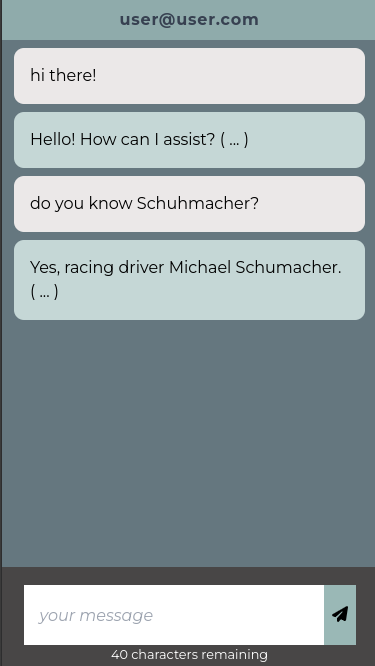 user@user.com
hi there!
Hello! How can I assist? ( ... )
do you know Schuhmacher?
Yes, racing driver Michael Schumacher.
( ... )
your message
40 characters remaining